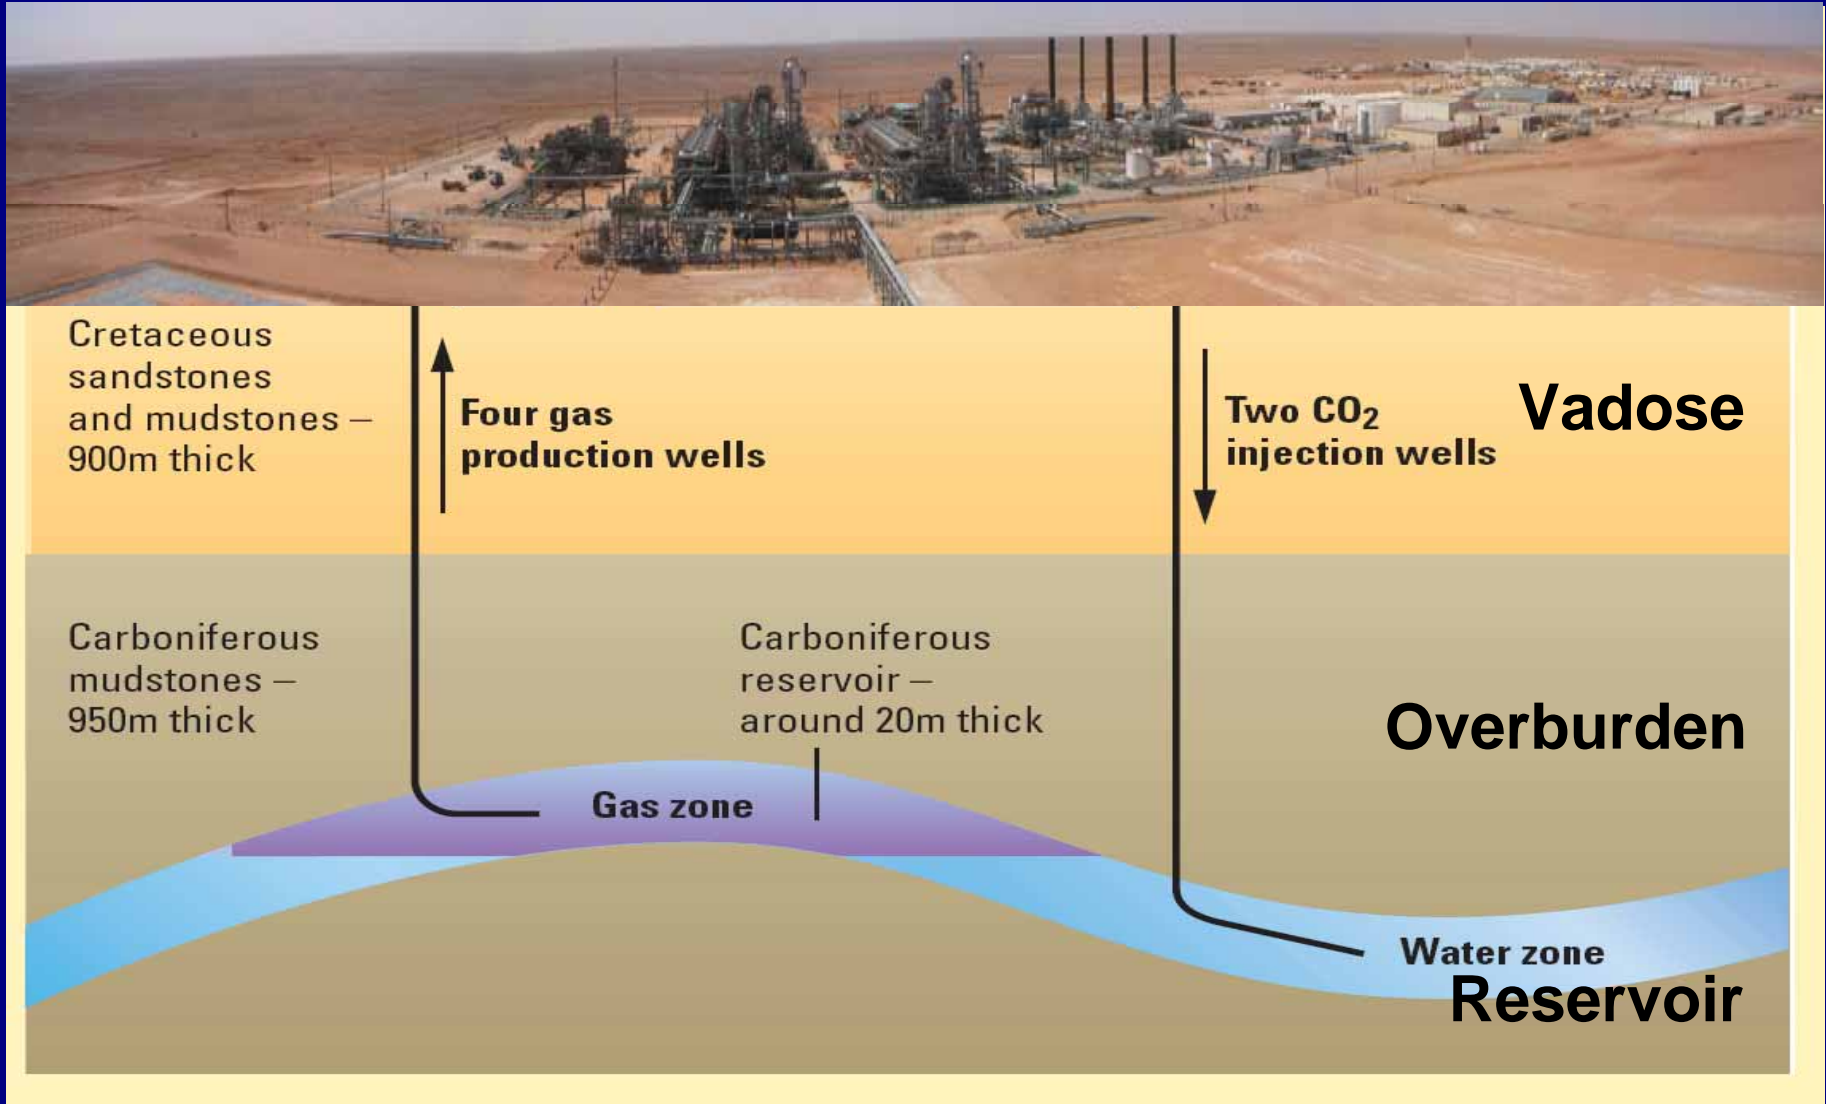 Cretaceous
sandstones
and mudstones –
900m thick
Four gas
production wells
Two CO₂
injection wells
Vadose
Carboniferous
mudstones –
950m thick
Carboniferous
reservoir –
around 20m thick
Overburden
Gas zone
Water zone
Reservoir